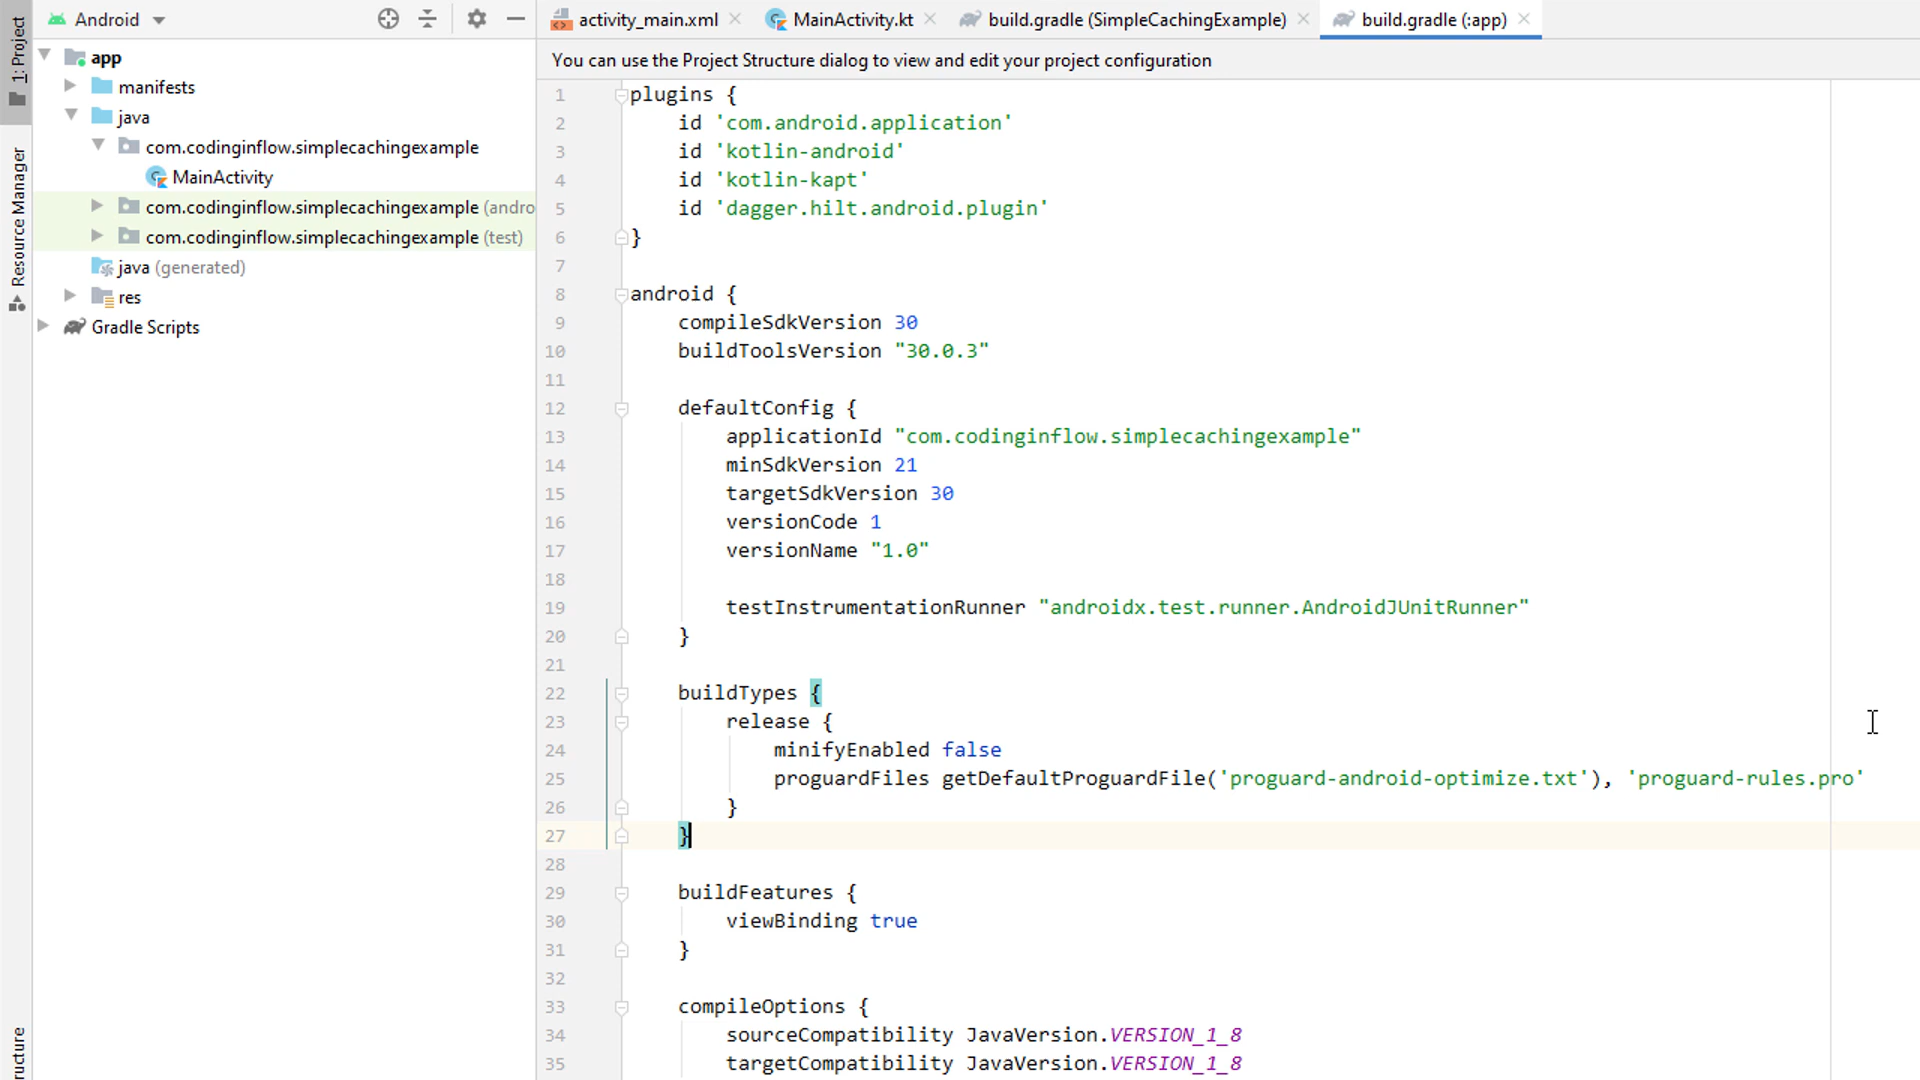 1: Project
Resource Manager
ructure
Android
app
manifests
java
com.codinginflow.simplecachingexample
MainActivity
com.codinginflow.simplecachingexample (andro
com.codinginflow.simplecachingexample (test)
java (generated)
res
Gradle Scripts
activity_main.xml
MainActivity.kt
build.gradle (SimpleCachingExample)
build.gradle (:app)
You can use the Project Structure dialog to view and edit your project configuration
1 plugins {
2 id 'com.android.application'
3 id 'kotlin-android'
4 id 'kotlin-kapt'
5 id 'dagger.hilt.android.plugin'
6 }
7
8 android {
9 compileSdkVersion 30
10 buildToolsVersion "30.0.3"
11
12 defaultConfig {
13 applicationId "com.codinginflow.simplecachingexample"
14 minSdkVersion 21
15 targetSdkVersion 30
16 versionCode 1
17 versionName "1.0"
18
19 testInstrumentationRunner "androidx.test.runner.AndroidJUnitRunner"
20 }
21
22 buildTypes {
23 release {
24 minifyEnabled false
25 proguardFiles getDefaultProguardFile('proguard-android-optimize.txt'), 'proguard-rules.pro'
26 }
27 }
28
29 buildFeatures {
30 viewBinding true
31 }
32
33 compileOptions {
34 sourceCompatibility JavaVersion.VERSION_1_8
35 targetCompatibility JavaVersion.VERSION_1_8